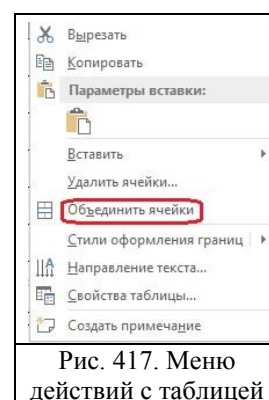 Вырезать
Копировать
Параметры вставки:
Вставить
Удалить ячейки...
Объединить ячейки
Стили оформления границ
Направление текста...
Свойства таблицы...
Создать примечание
Рис. 417. Меню
действий с таблицей